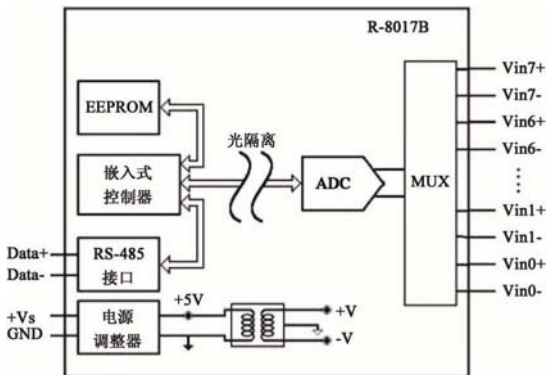 R-8017B
EEPROM
嵌入式
控制器
光隔离
ADC
MUX
Vin7+
Vin7-
Vin6+
Vin6-
Vin1+
Vin1-
Vin0+
Vin0-
Data+
Data-
RS-485
接口
+Vs
GND
电源
调整器
+5V
+V
-V